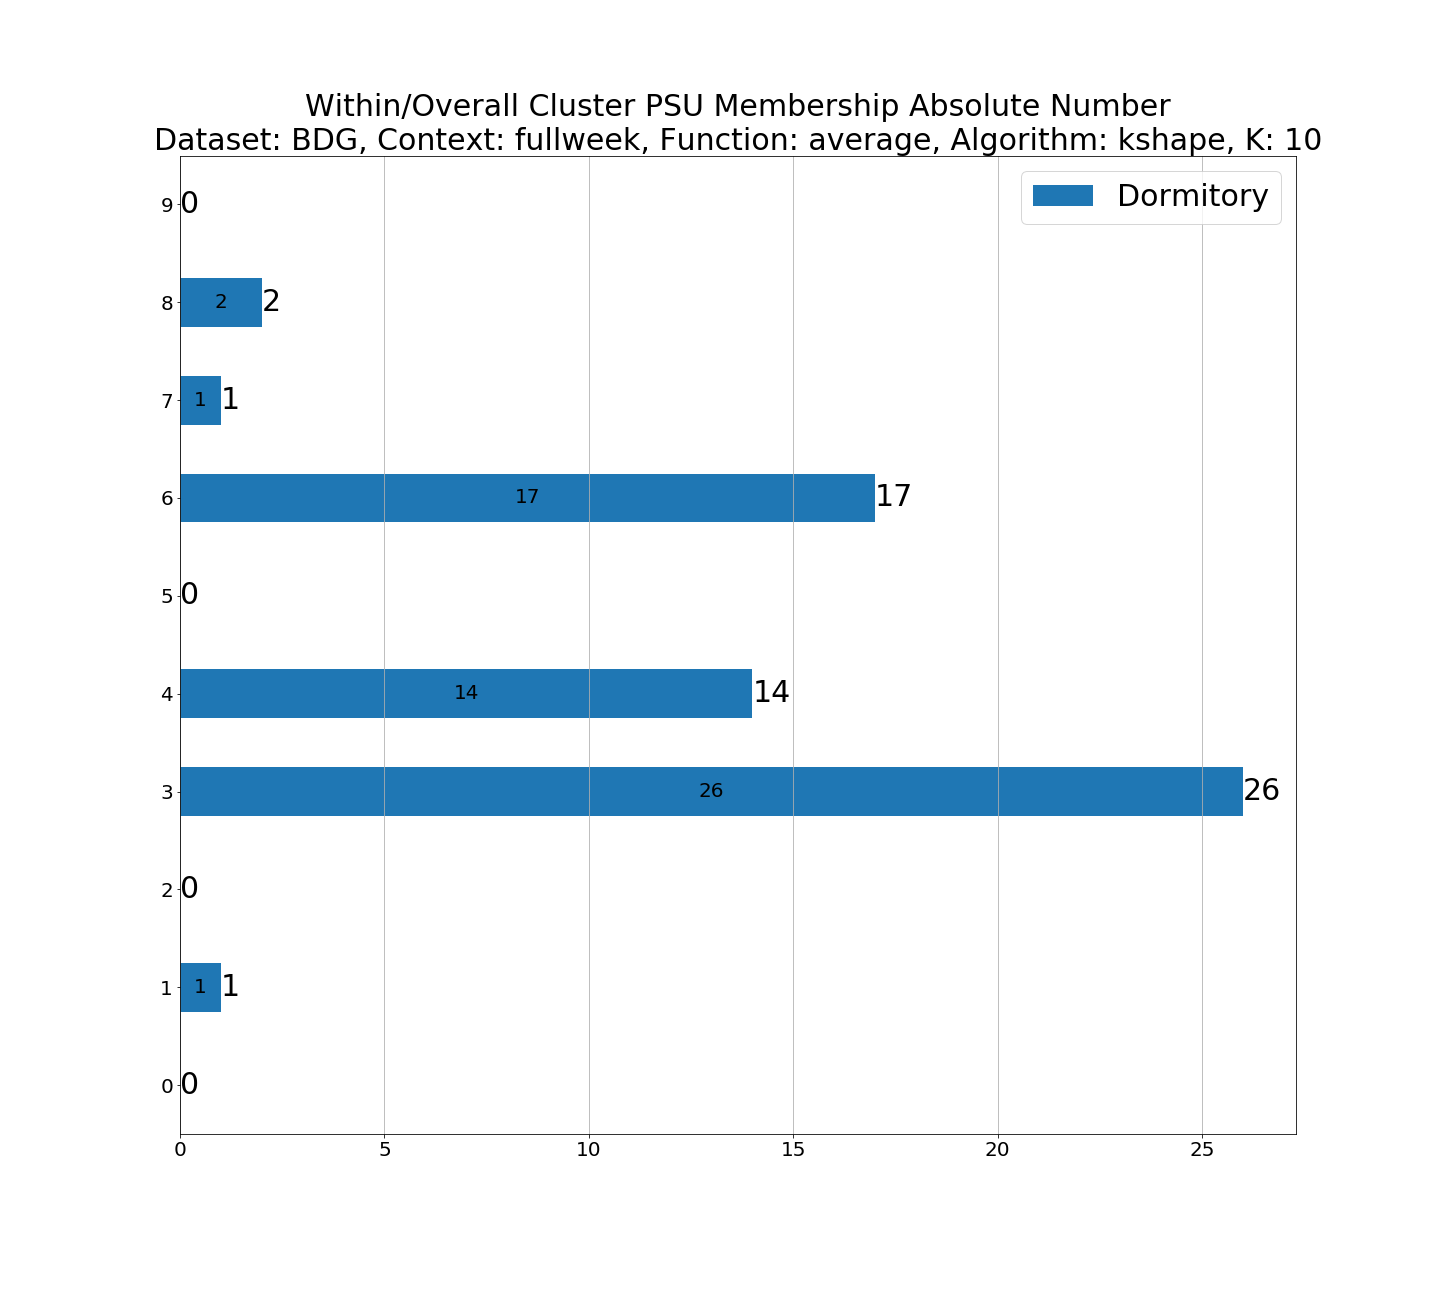 Within/Overall Cluster PSU Membership Absolute Number
Dataset: BDG, Context: fullweek, Function: average, Algorithm: kshape, K: 10
Dormitory
9 0
8 2 2
7 1 1
6 17 17
5 0
4 14 14
3 26 26
2 0
1 1 1
0 0
0 5 10 15 20 25